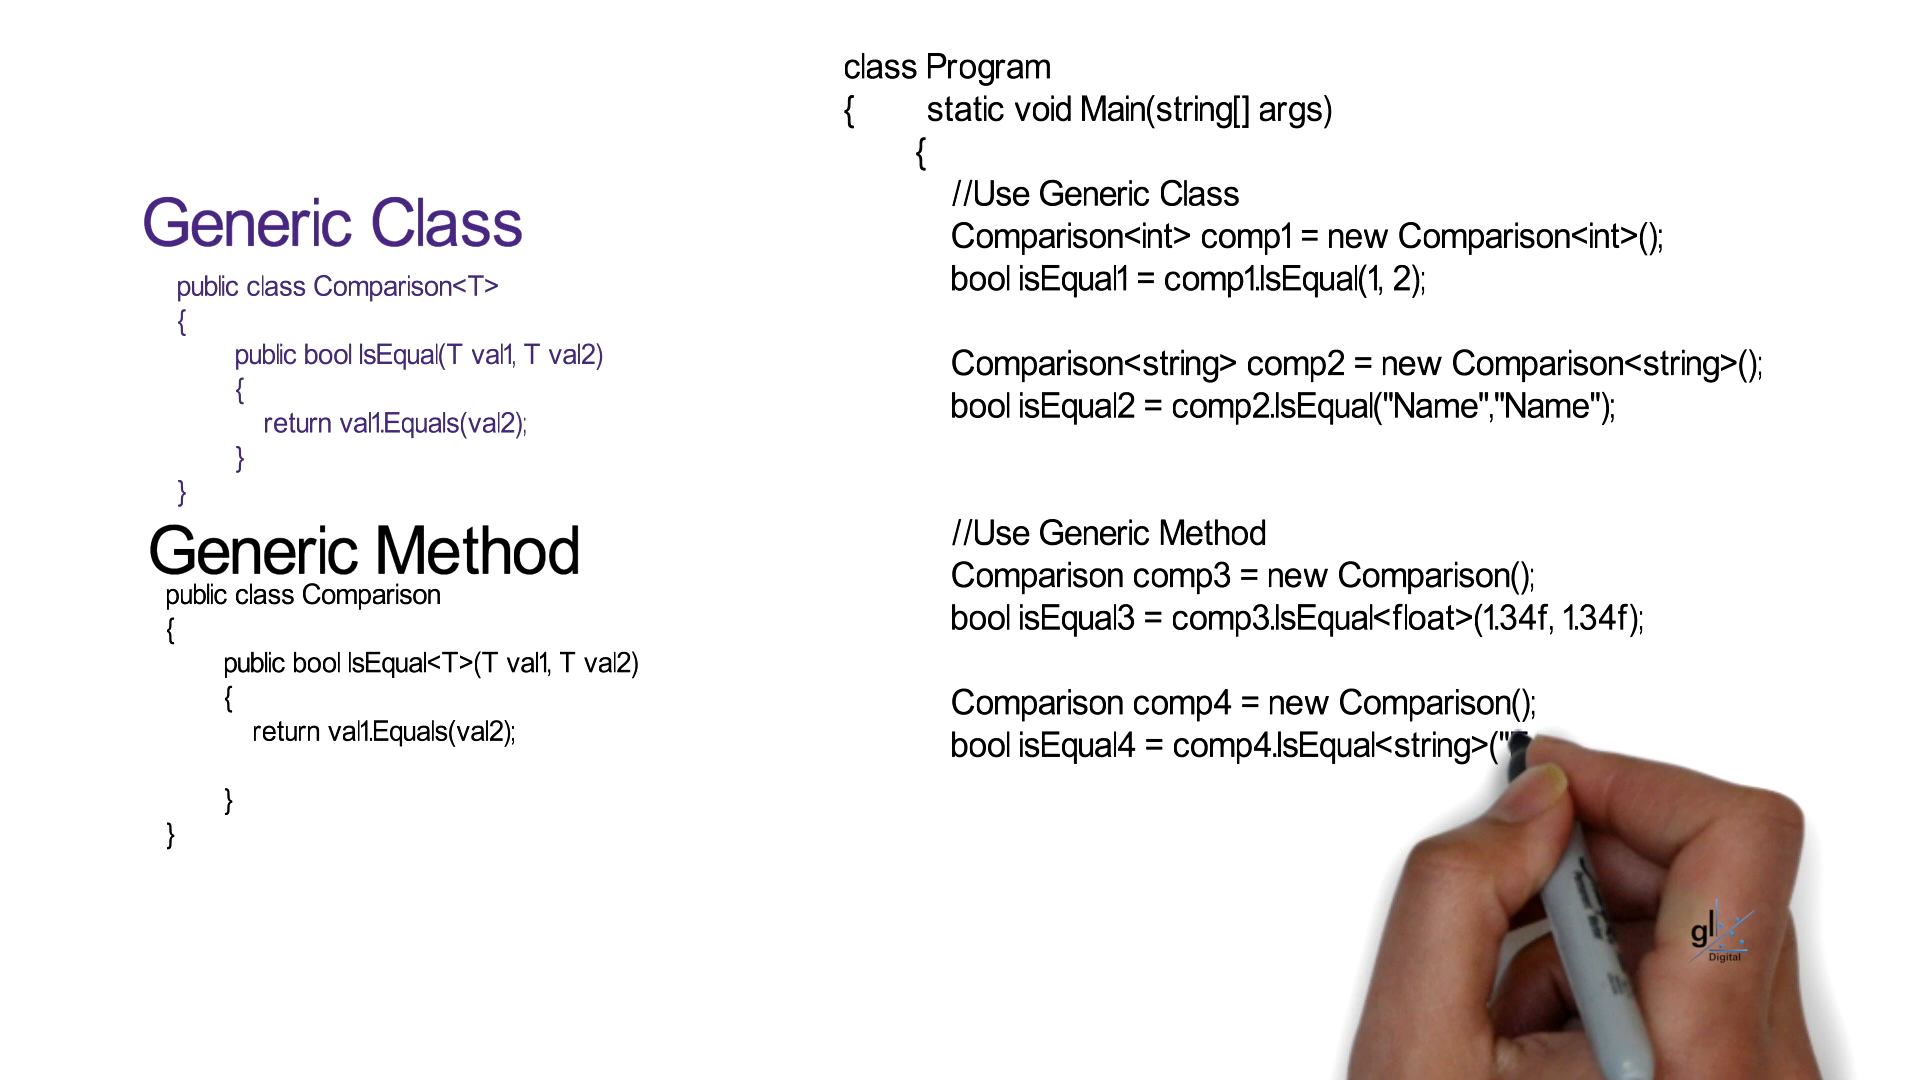 Generic Class
public class Comparison<T>
{
public bool IsEqual(T val1, T val2)
{
return val1.Equals(val2);
}
}
Generic Method
public class Comparison
{
public bool IsEqual<T>(T val1, T val2)
{
return val1.Equals(val2);
}
}
class Program
{ static void Main(string[] args)
{
//Use Generic Class
Comparison<int> comp1 = new Comparison<int>();
bool isEqual1 = comp1.IsEqual(1, 2);
Comparison<string> comp2 = new Comparison<string>();
bool isEqual2 = comp2.IsEqual("Name","Name");
//Use Generic Method
Comparison comp3 = new Comparison();
bool isEqual3 = comp3.IsEqual<float>(1.34f, 1.34f);
Comparison comp4 = new Comparison();
bool isEqual4 = comp4.IsEqual<string>("
gl
Digital